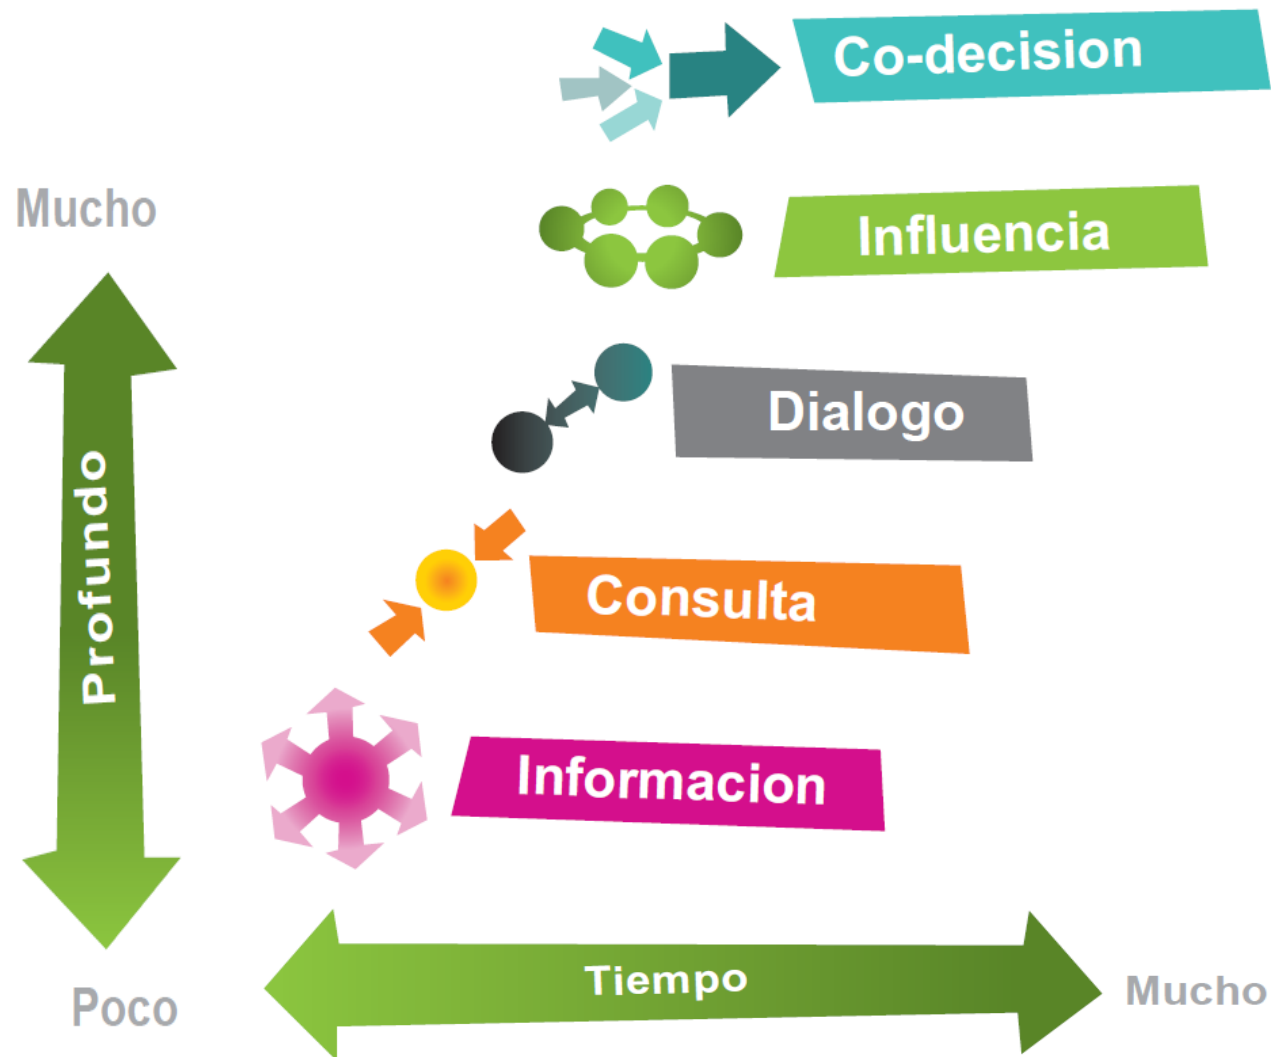 Co-decision
Mucho
Influencia
Dialogo
Profundo
Consulta
Informacion
Tiempo
Poco
Mucho